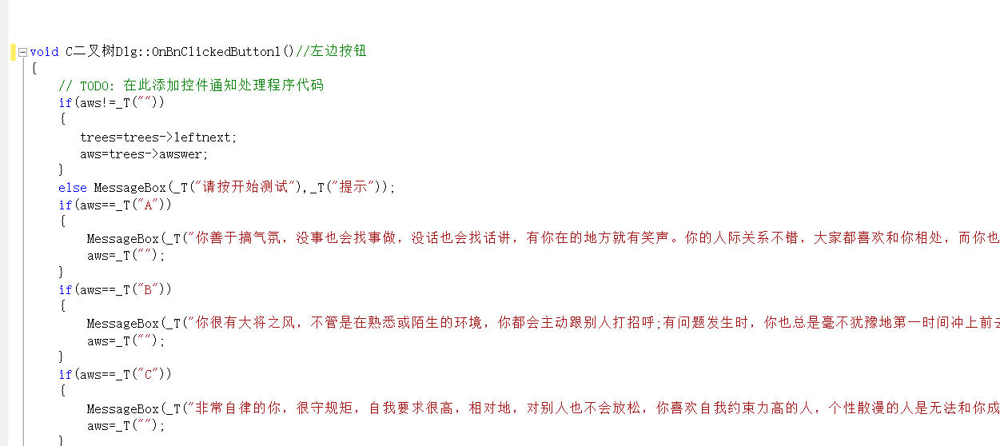 void C二叉树Dlg::OnBnClickedButton1()//左边按钮
{
// TODO: 在此添加控件通知处理程序代码
if(aws!=_T(""))
{
trees=trees->leftnext;
aws=trees->awswer;
}
else MessageBox(_T("请按开始测试"),_T("提示"));
if(aws==_T("A"))
{
MessageBox(_T("你善于搞气氛，没事也会找事做，没话也会找话讲，有你在的地方就有笑声。你的人际关系不错，大家都喜欢和你相处，而你也
aws=_T("");
}
if(aws==_T("B"))
{
MessageBox(_T("你很有大将之风，不管是在熟悉或陌生的环境，你都会主动跟别人打招呼;有问题发生时，你也总是毫不犹豫地第一时间冲上前去
aws=_T("");
}
if(aws==_T("C"))
{
MessageBox(_T("非常自律的你，很守规矩，自我要求很高，相对地，对别人也不会放松，你喜欢自我约束力高的人，个性散漫的人是无法和你成
aws=_T("");
}